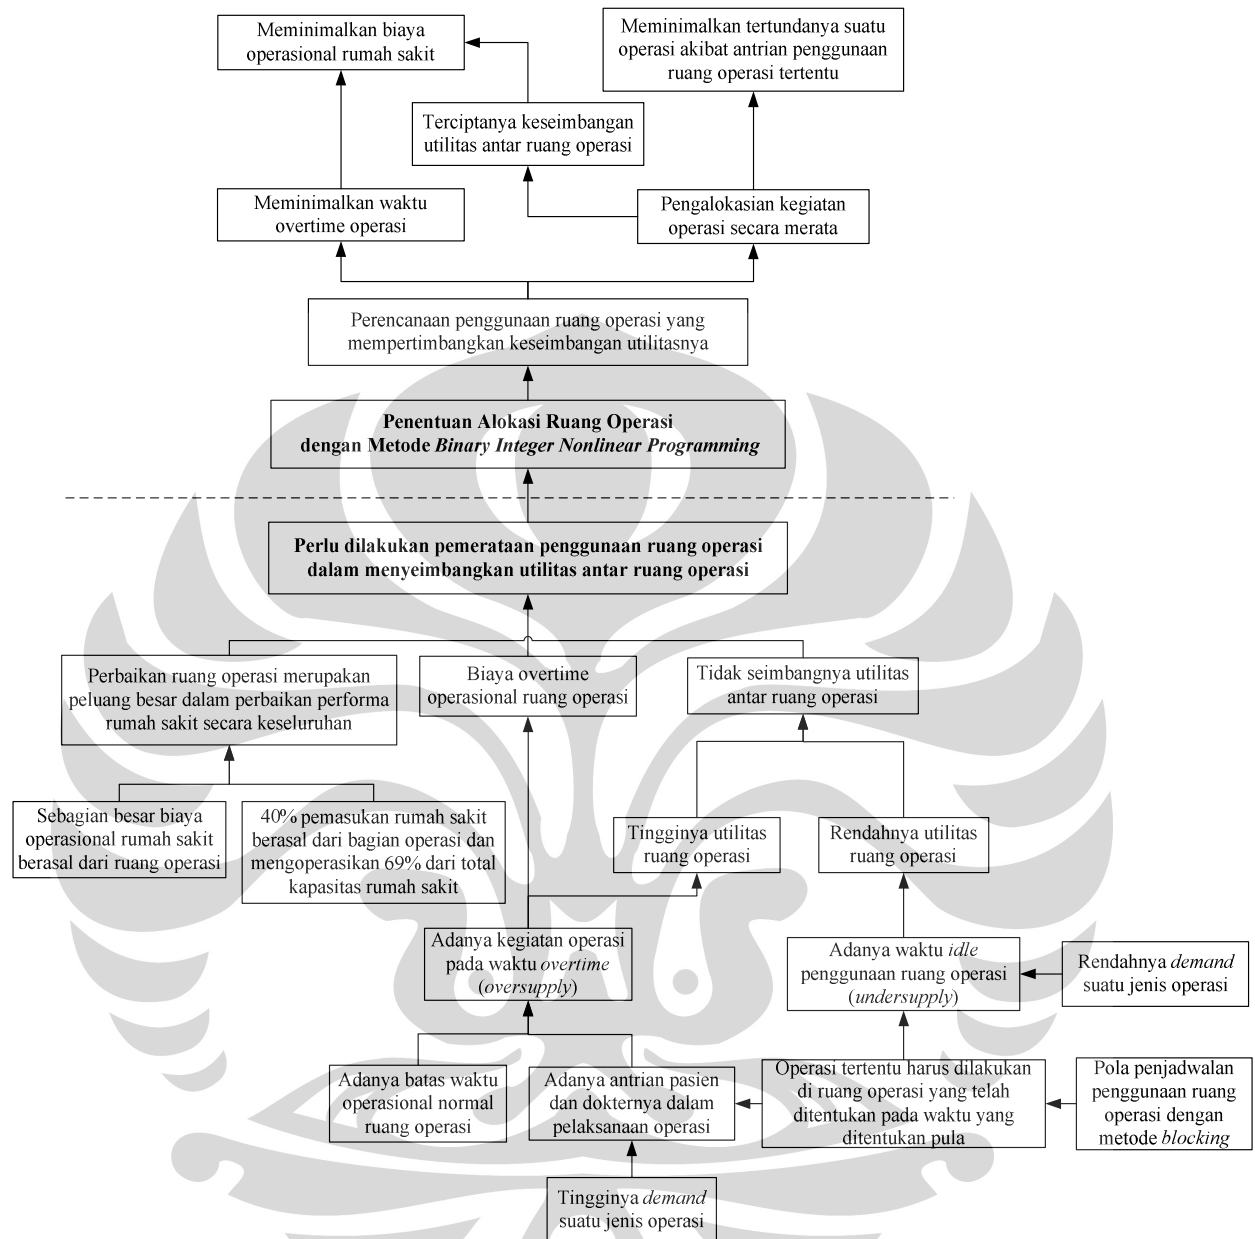 Meminimalkan biaya
operasional rumah sakit
Meminimalkan tertundanya suatu
operasi akibat antrian penggunaan
ruang operasi tertentu
Terciptanya keseimbangan
utilitas antar ruang operasi
Meminimalkan waktu
overtime operasi
Pengalokasian kegiatan
operasi secara merata
Perencanaan penggunaan ruang operasi yang
mempertimbangkan keseimbangan utilitasnya
Penentuan Alokasi Ruang Operasi
dengan Metode Binary Integer Nonlinear Programming
Perlu dilakukan pemerataan penggunaan ruang operasi
dalam menyeimbangkan utilitas antar ruang operasi
Perbaikan ruang operasi merupakan
peluang besar dalam perbaikan performa
rumah sakit secara keseluruhan
Biaya overtime
operasional ruang operasi
Tidak seimbangnya utilitas
antar ruang operasi
Sebagian besar biaya
operasional rumah sakit
berasal dari ruang operasi
40% pemasukan rumah sakit
berasal dari bagian operasi dan
mengoperasikan 69% dari total
kapasitas rumah sakit
Tingginya utilitas
ruang operasi
Rendahnya utilitas
ruang operasi
Adanya kegiatan operasi
pada waktu overtime
(oversupply)
Adanya waktu idle
penggunaan ruang operasi
(undersupply)
Rendahnya demand
suatu jenis operasi
Adanya batas waktu
operasional normal
ruang operasi
Adanya antrian pasien
dan dokternya dalam
pelaksanaan operasi
Operasi tertentu harus dilakukan
di ruang operasi yang telah
ditentukan pada waktu yang
ditentukan pula
Pola penjadwalan
penggunaan ruang
operasi dengan
metode blocking
Tingginya demand
suatu jenis operasi